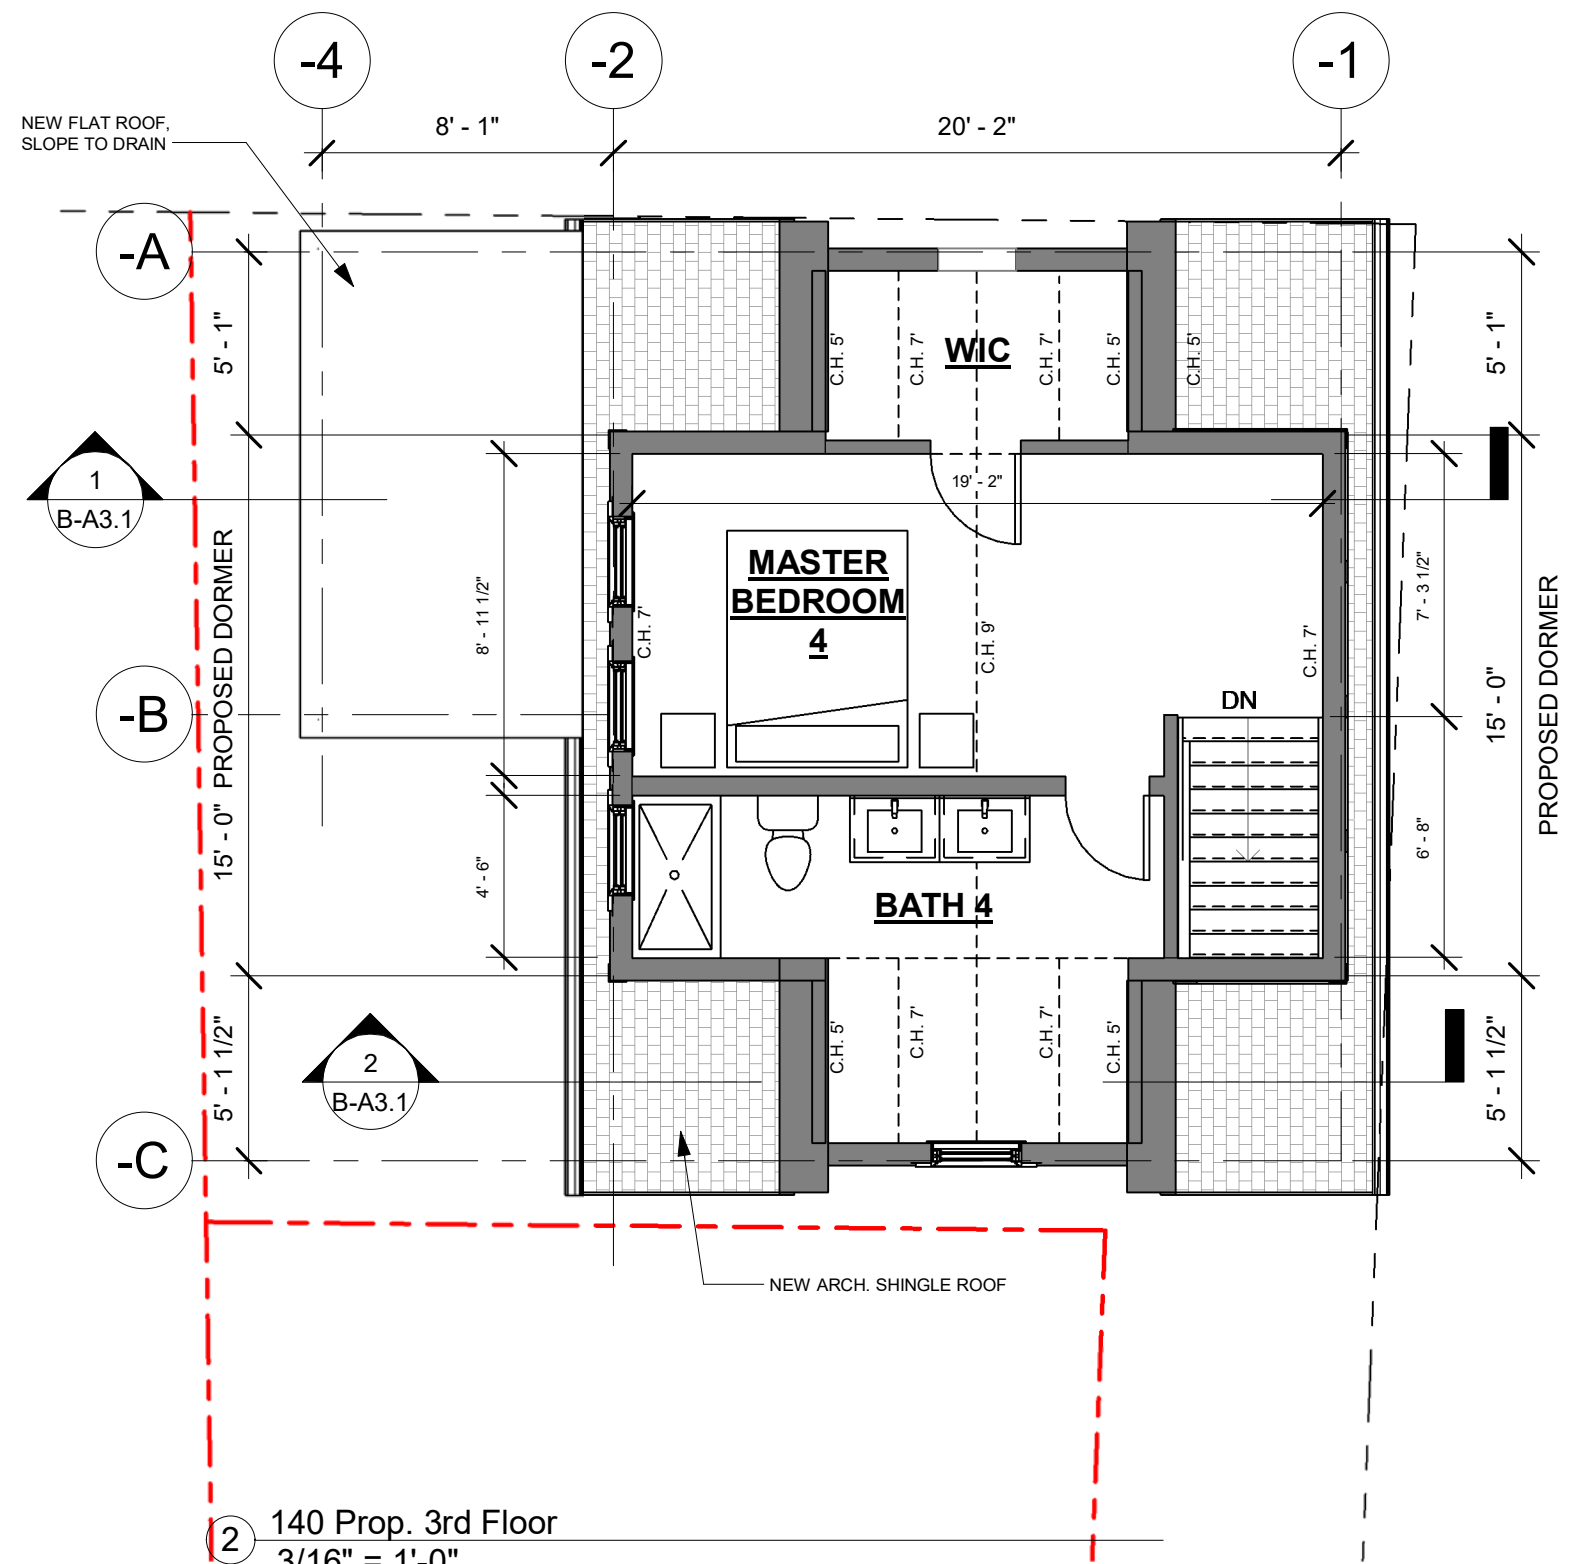 -4
-2
-1
NEW FLAT ROOF,
SLOPE TO DRAIN
8' - 1"
20' - 2"
-A
5' - 1"
5' - 1"
C.H. 5'
C.H. 7'
WIC
C.H. 7'
C.H. 5'
C.H. 5'
1
B-A3.1
19' - 2"
MASTER
BEDROOM
4
PROPOSED DORMER
15' - 0"
8' - 11 1/2"
C.H. 7'
C.H. 9'
C.H. 7'
7' - 3 1/2"
15' - 0"
PROPOSED DORMER
-B
DN
4' - 6"
6' - 8"
BATH 4
5' - 1 1/2"
C.H. 5'
C.H. 7'
C.H. 7'
C.H. 5'
5' - 1 1/2"
2
B-A3.1
-C
NEW ARCH. SHINGLE ROOF
2
140 Prop. 3rd Floor
3/16" = 1'-0"